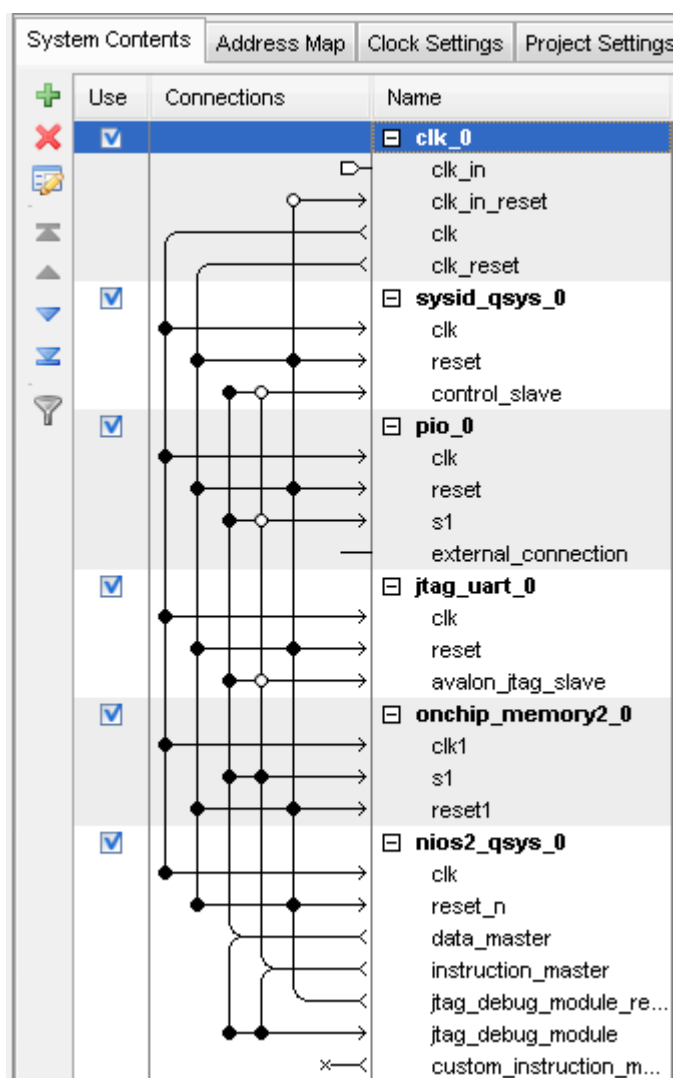 System Contents Address Map Clock Settings Project Settings
Use Connections Name
clk_0
clk_in
clk_in_reset
clk
clk_reset
sysid_qsys_0
clk
reset
control_slave
pio_0
clk
reset
s1
external_connection
jtag_uart_0
clk
reset
avalon_jtag_slave
onchip_memory2_0
clk1
s1
reset1
nios2_qsys_0
clk
reset_n
data_master
instruction_master
jtag_debug_module_re...
jtag_debug_module
custom_instruction_m...